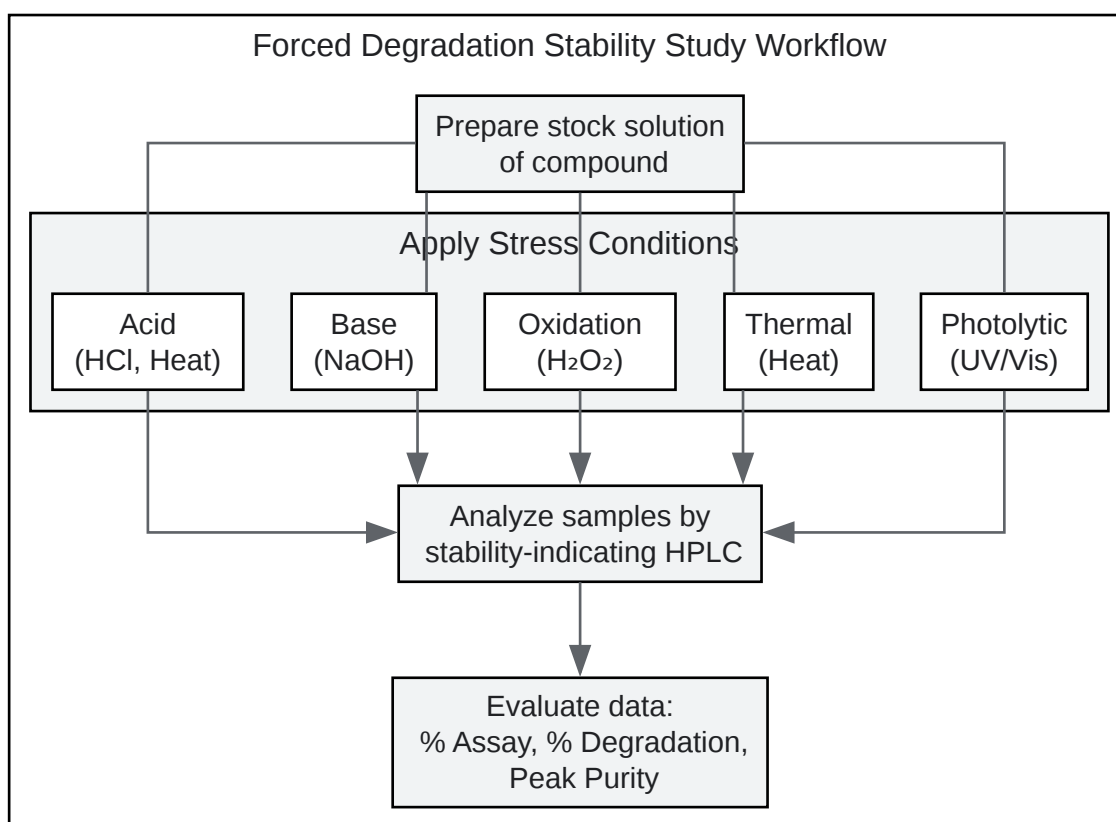 Forced Degradation Stability Study Workflow
Prepare stock solution
of compound
Apply Stress Conditions
Acid
(HCl, Heat)
Base
(NaOH)
Oxidation
(H₂O₂)
Thermal
(Heat)
Photolytic
(UV/Vis)
Analyze samples by
stability-indicating HPLC
Evaluate data:
% Assay, % Degradation,
Peak Purity